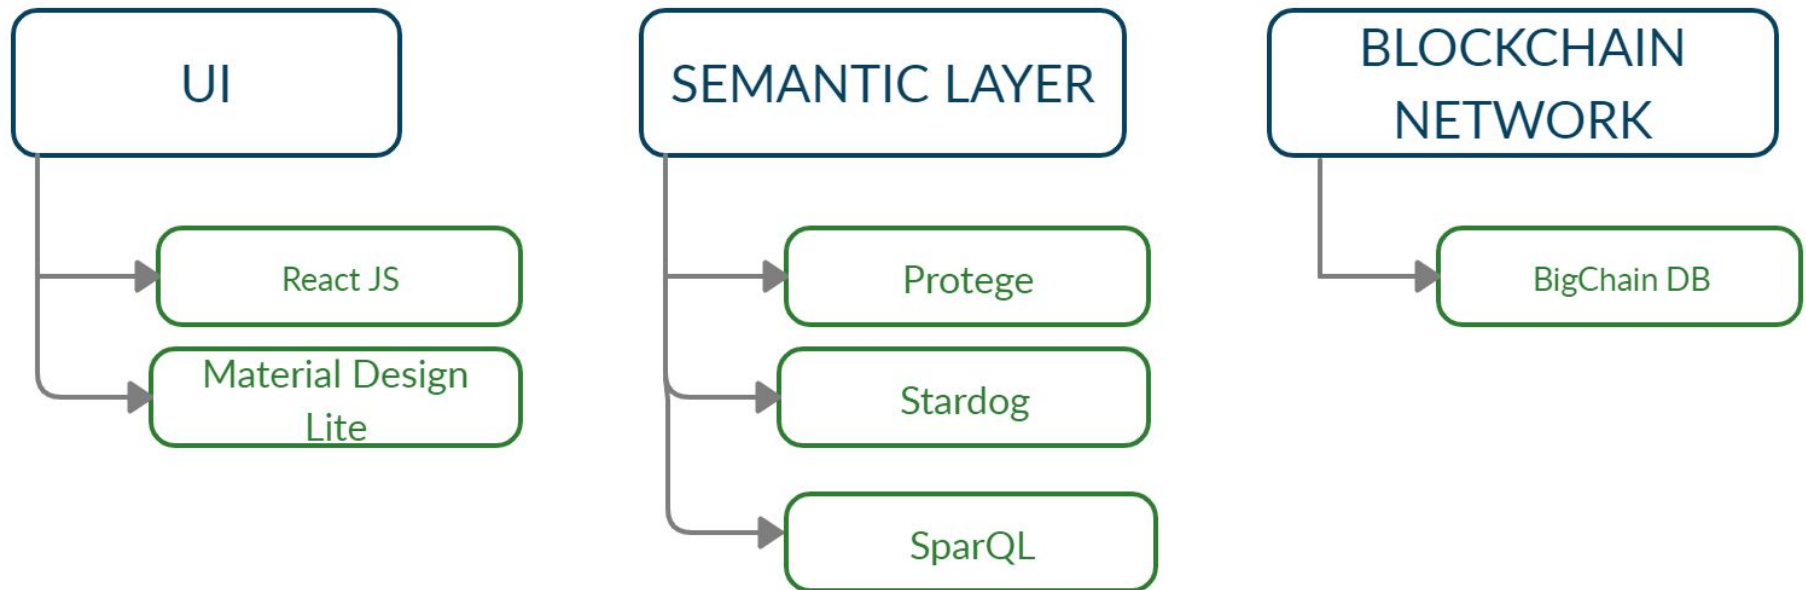 UI
React JS
Material Design
Lite
SEMANTIC LAYER
Protege
Stardog
SparQL
BLOCKCHAIN
NETWORK
BigChain DB